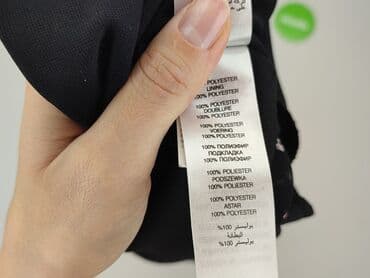 100% POLYESTER
LINING
100% POLYESTER
100% POLYESTER
DOUBLURE
100% POLYESTER
100% POLYESTER
VOERING
100% POLYESTER
100% ПОЛИЭФИР
ПОДКЛАДКА
100% ПОЛИЭФИР
100% POLIESTER
PODSZEWKA
100% POLIESTER
100% POLYESTER
ASTAR
100% POLYESTER
بوليستر 100%
البطانة
بوليستر 100%